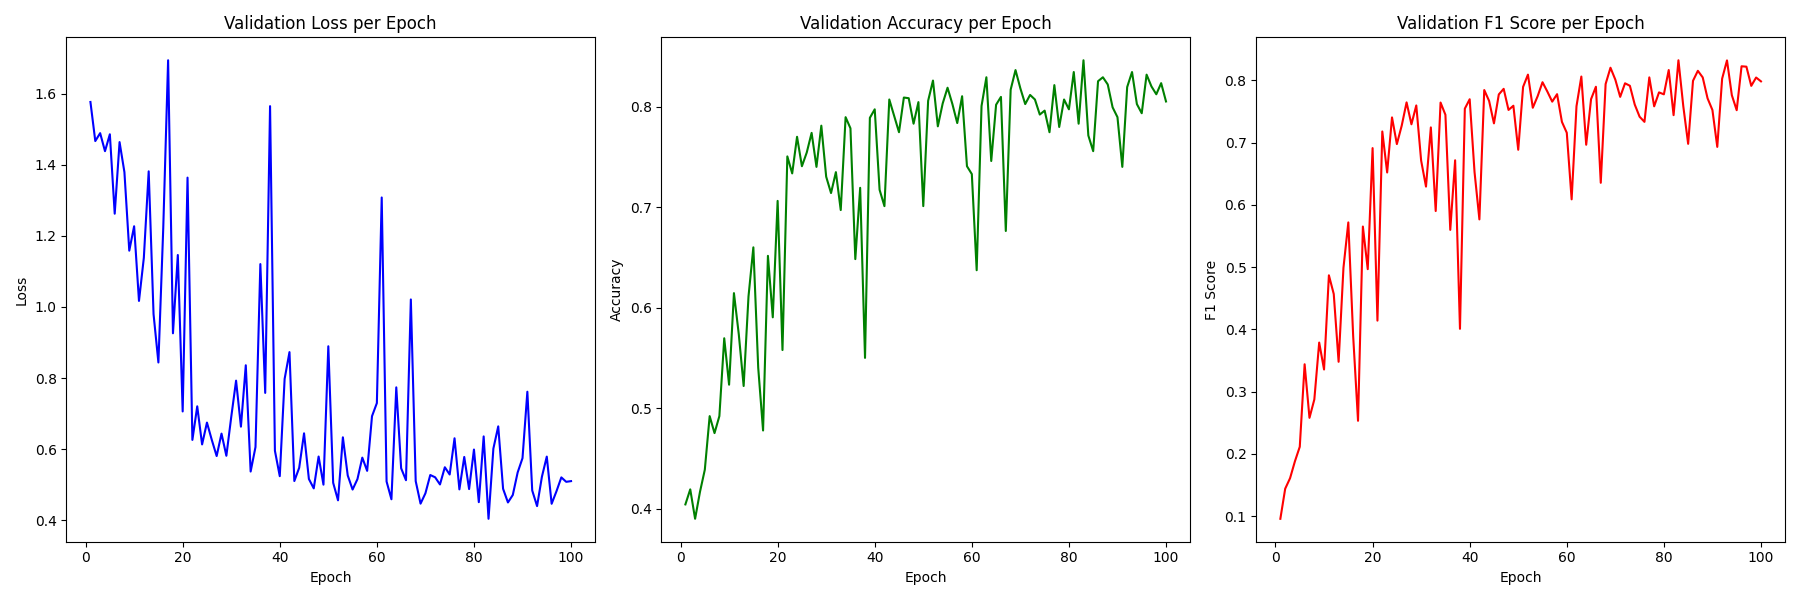 Validation Loss per Epoch
Loss
1.6
1.4
1.2
1.0
0.8
0.6
0.4
0 20 40 60 80 100
Epoch
Validation Accuracy per Epoch
Accuracy
0.8
0.7
0.6
0.5
0.4
0 20 40 60 80 100
Epoch
Validation F1 Score per Epoch
F1 Score
0.8
0.7
0.6
0.5
0.4
0.3
0.2
0.1
0 20 40 60 80 100
Epoch